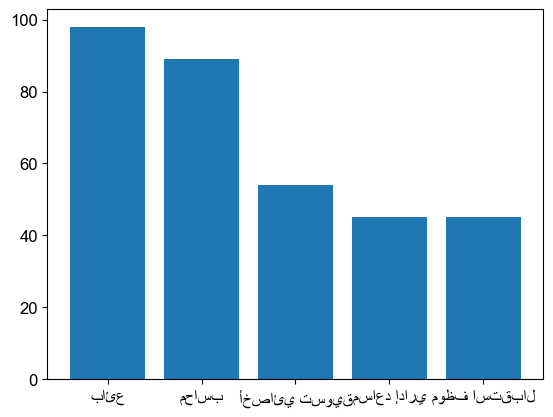 100
80
60
40
20
0
بائع
محاسب
أخصائي تسويق
مساعد إداري
موظف استقبال